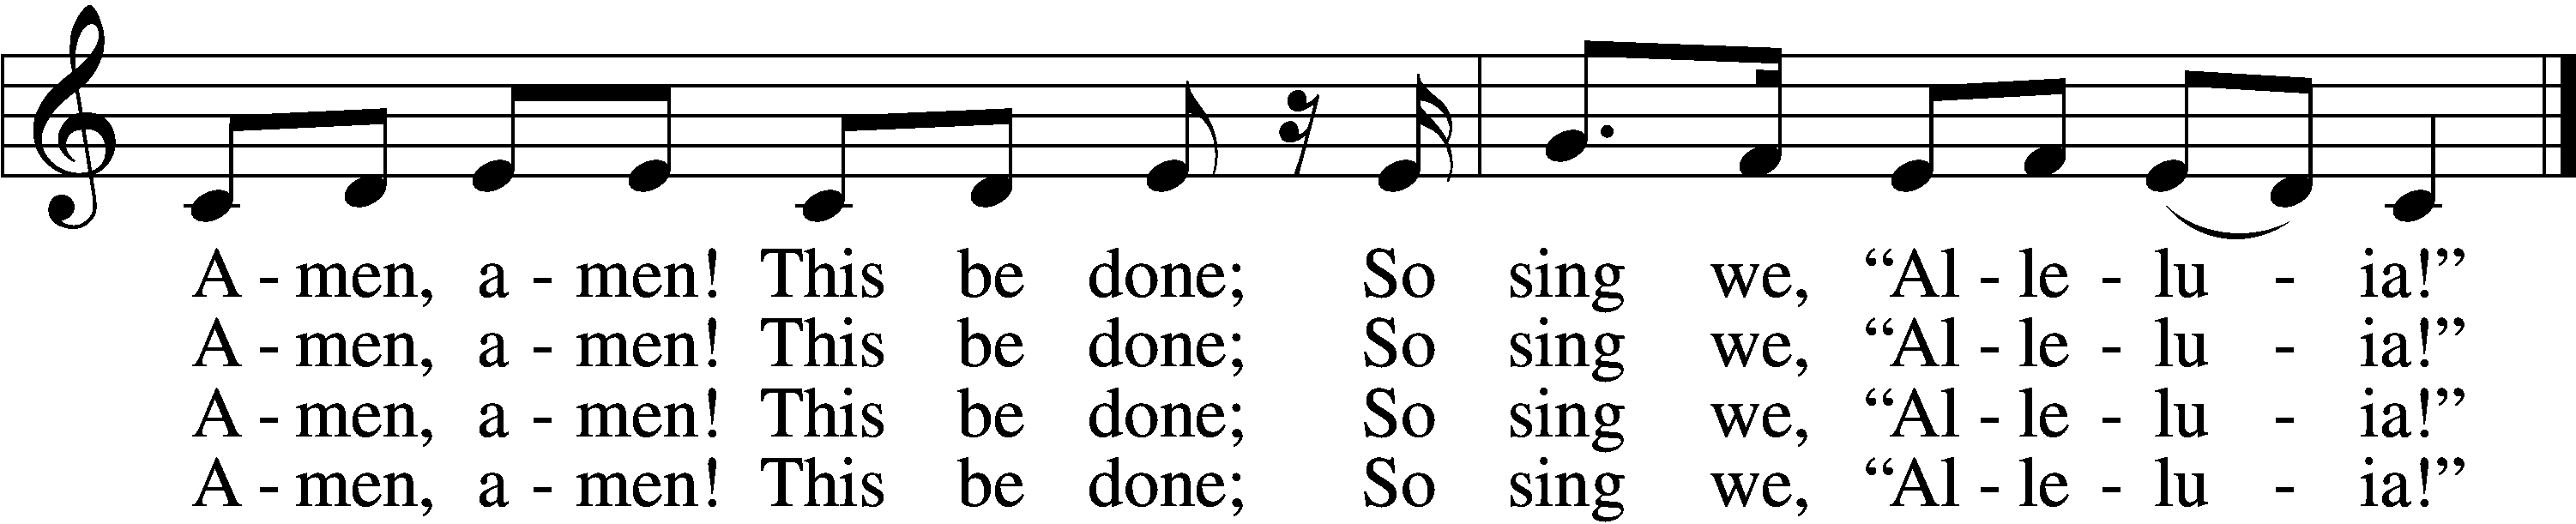 A - men, a - men! This be done; So sing we, “Al - le - lu - ia!”
A - men, a - men! This be done; So sing we, “Al - le - lu - ia!”
A - men, a - men! This be done; So sing we, “Al - le - lu - ia!”
A - men, a - men! This be done; So sing we, “Al - le - lu - ia!”